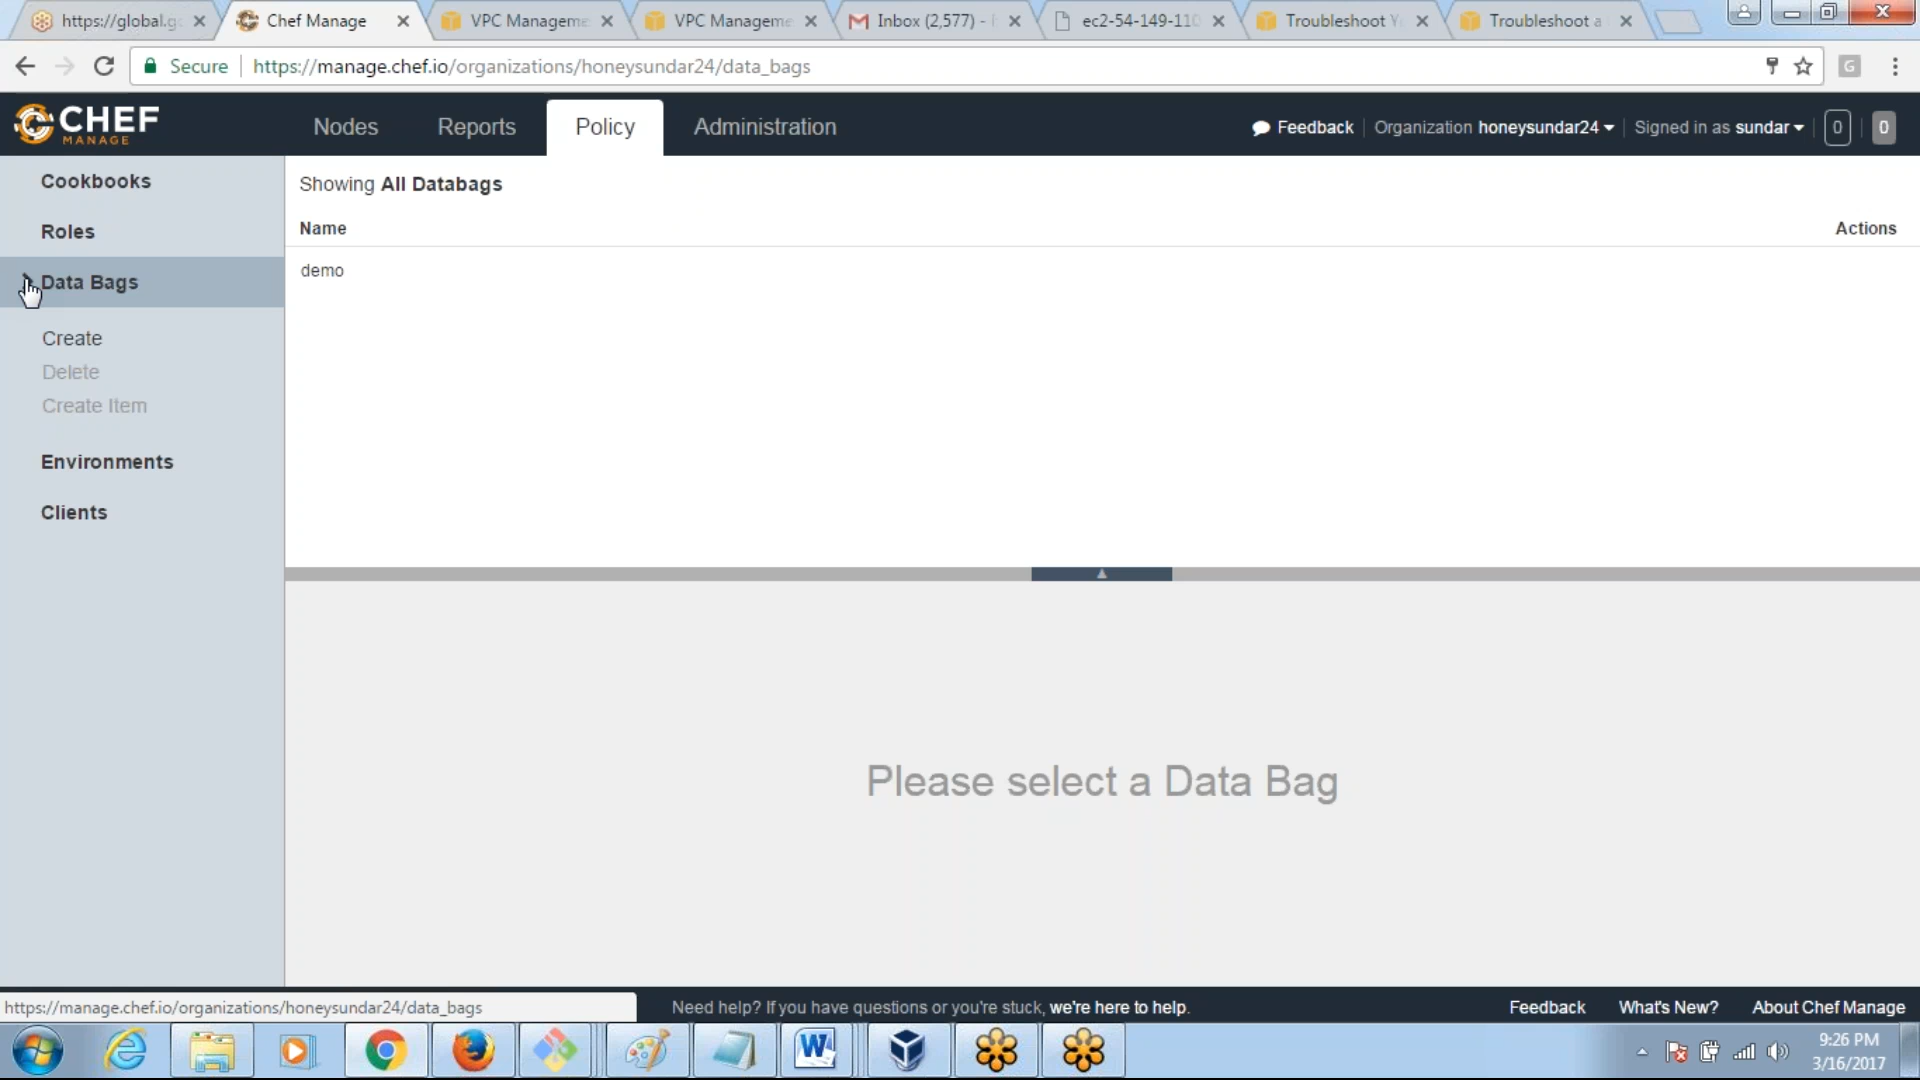 https://global.g
Chef Manage
VPC Manageme
VPC Manageme
Inbox (2,577) -
ec2-54-149-110
Troubleshoot Y
Troubleshoot a
Secure
https://manage.chef.io/organizations/honeysundar24/data_bags
G
CHEF
MANAGE
Nodes
Reports
Policy
Administration
Feedback
Organization honeysundar24
Signed in as sundar
0
0
Cookbooks
Roles
Data Bags
Create
Delete
Create Item
Environments
Clients
Showing All Databags
Name
Actions
demo
Please select a Data Bag
https://manage.chef.io/organizations/honeysundar24/data_bags
Need help? If you have questions or you're stuck, we're here to help.
Feedback
What's New?
About Chef Manage
W
9:26 PM
3/16/2017